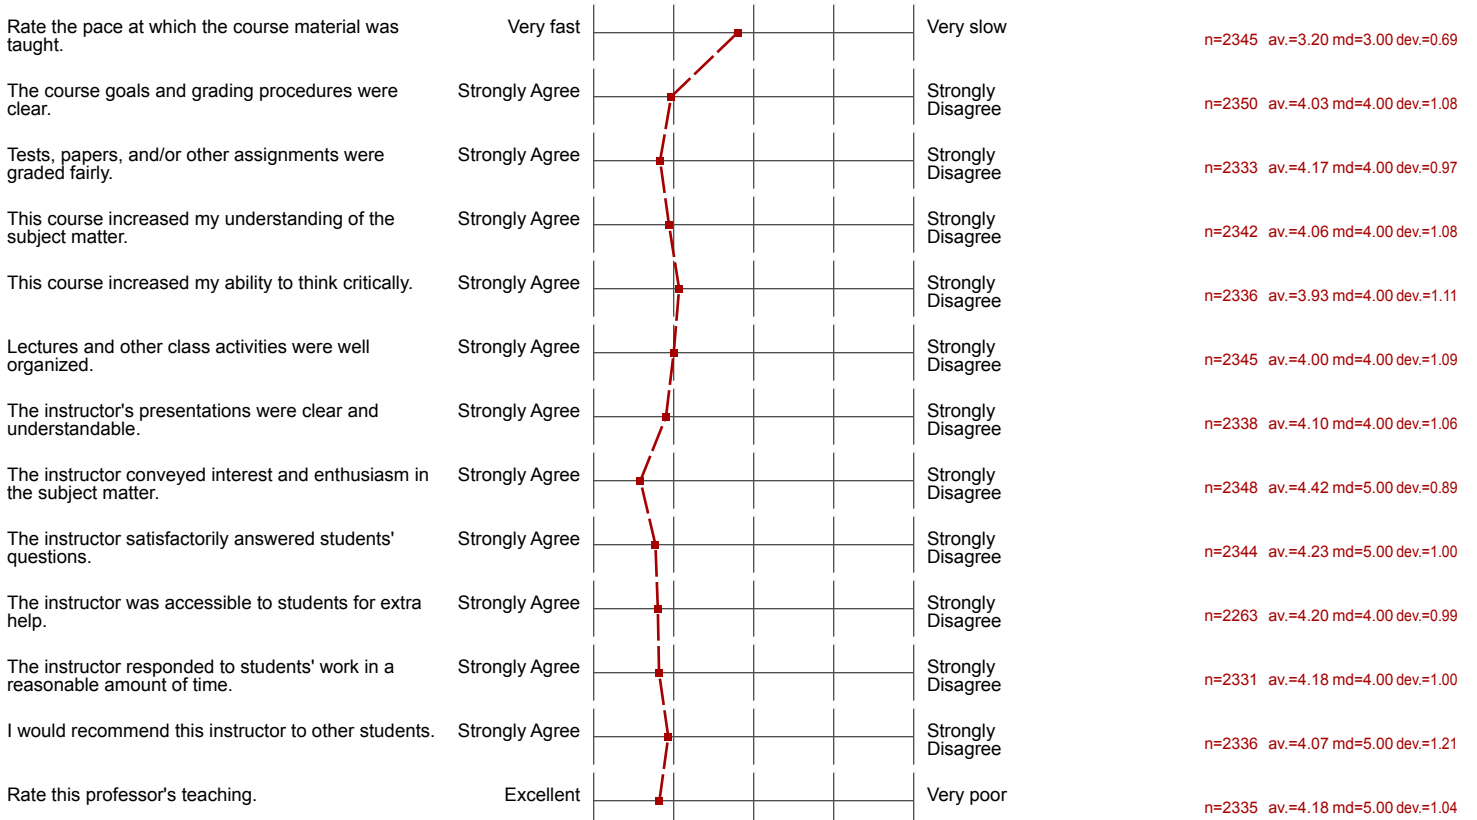 Rate the pace at which the course material was
taught.
Very fast
Very slow
n=2345 av.=3.20 md=3.00 dev.=0.69
The course goals and grading procedures were
clear.
Strongly Agree
Strongly
Disagree
n=2350 av.=4.03 md=4.00 dev.=1.08
Tests, papers, and/or other assignments were
graded fairly.
Strongly Agree
Strongly
Disagree
n=2333 av.=4.17 md=4.00 dev.=0.97
This course increased my understanding of the
subject matter.
Strongly Agree
Strongly
Disagree
n=2342 av.=4.06 md=4.00 dev.=1.08
This course increased my ability to think critically.
Strongly Agree
Strongly
Disagree
n=2336 av.=3.93 md=4.00 dev.=1.11
Lectures and other class activities were well
organized.
Strongly Agree
Strongly
Disagree
n=2345 av.=4.00 md=4.00 dev.=1.09
The instructor's presentations were clear and
understandable.
Strongly Agree
Strongly
Disagree
n=2338 av.=4.10 md=4.00 dev.=1.06
The instructor conveyed interest and enthusiasm in
the subject matter.
Strongly Agree
Strongly
Disagree
n=2348 av.=4.42 md=5.00 dev.=0.89
The instructor satisfactorily answered students'
questions.
Strongly Agree
Strongly
Disagree
n=2344 av.=4.23 md=5.00 dev.=1.00
The instructor was accessible to students for extra
help.
Strongly Agree
Strongly
Disagree
n=2263 av.=4.20 md=4.00 dev.=0.99
The instructor responded to students' work in a
reasonable amount of time.
Strongly Agree
Strongly
Disagree
n=2331 av.=4.18 md=4.00 dev.=1.00
I would recommend this instructor to other students.
Strongly Agree
Strongly
Disagree
n=2336 av.=4.07 md=5.00 dev.=1.21
Rate this professor's teaching.
Excellent
Very poor
n=2335 av.=4.18 md=5.00 dev.=1.04